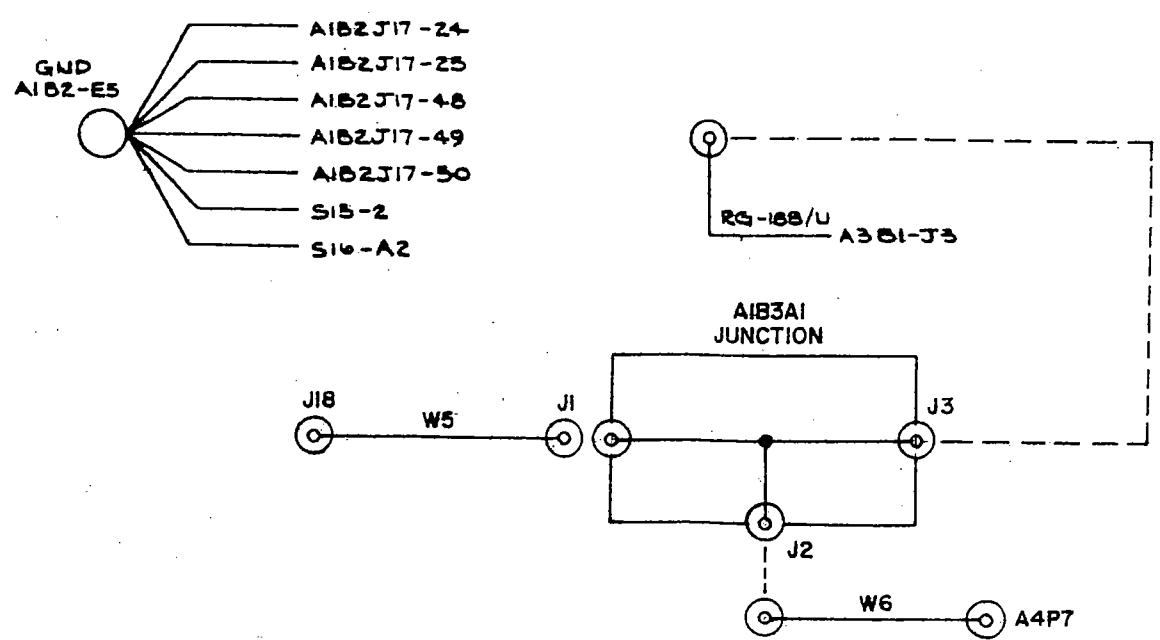 GND
A1B2-E5
A1B2J17-24
A1B2J17-25
A1B2J17-48
A1B2J17-49
A1B2J17-50
S15-2
S16-A2
RG-188/U
A3B1-J3
A1B3A1
JUNCTION
J18
W5
J1
J3
J2
W6
A4P7